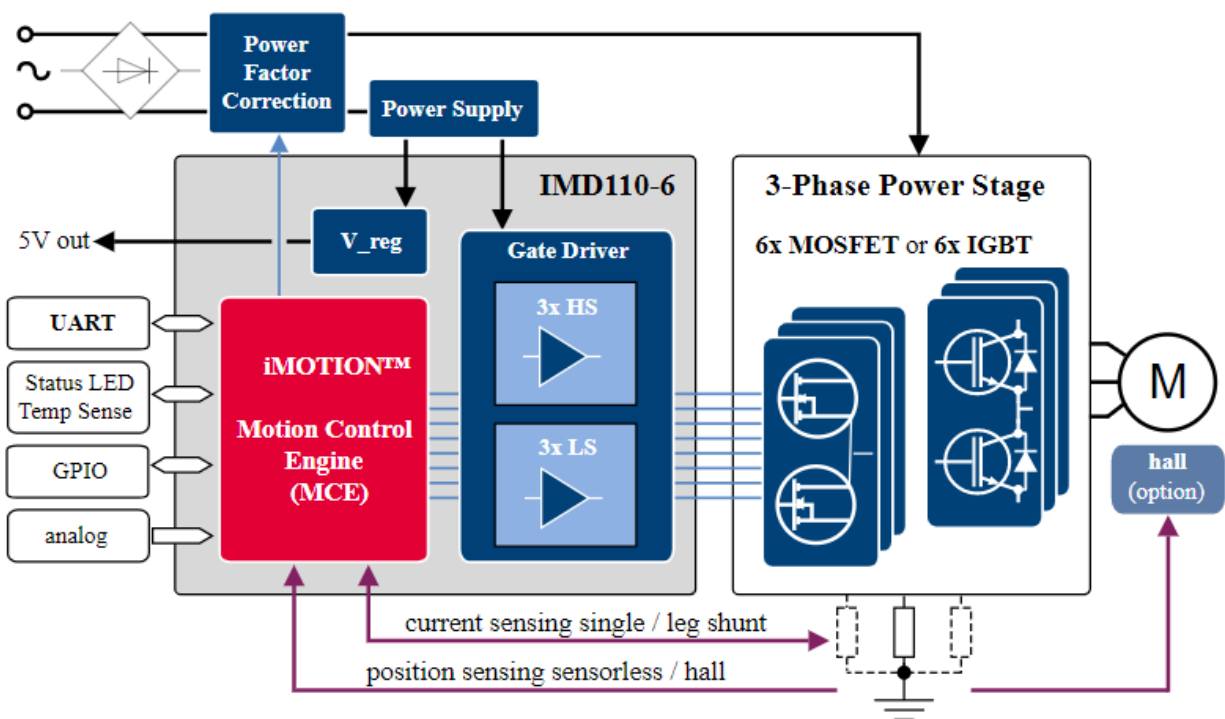 Power
Factor
Correction
Power Supply
IMD110-6
3-Phase Power Stage
5V out
V_reg
Gate Driver
6x MOSFET or 6x IGBT
3x HS
UART
iMOTION™
Status LED
Temp Sense
Motion Control
Engine
(MCE)
3x LS
M
GPIO
hall
(option)
analog
current sensing single / leg shunt
position sensing sensorless / hall